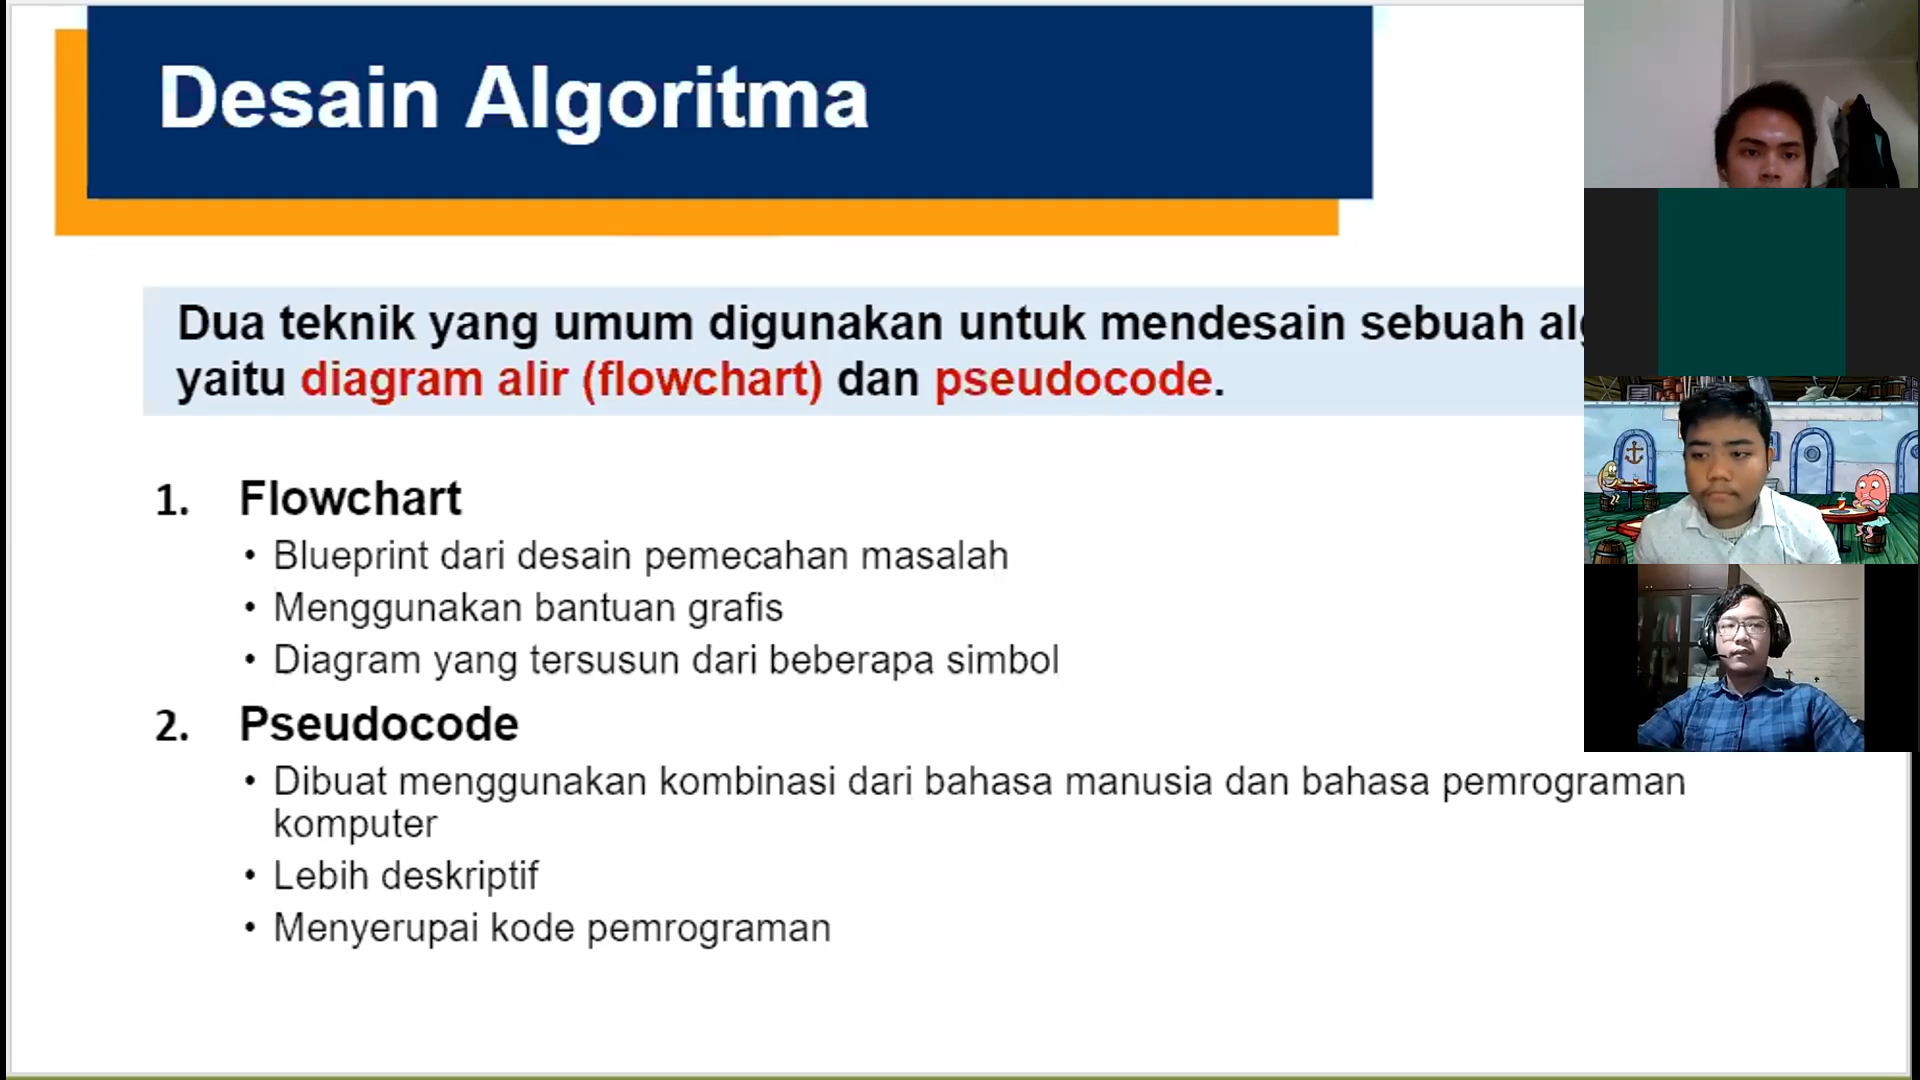 Desain Algoritma
Dua teknik yang umum digunakan untuk mendesain sebuah
yaitu diagram alir (flowchart) dan pseudocode.
1. Flowchart
• Blueprint dari desain pemecahan masalah
• Menggunakan bantuan grafis
• Diagram yang tersusun dari beberapa simbol
2. Pseudocode
• Dibuat menggunakan kombinasi dari bahasa manusia dan bahasa pemrograman
komputer
• Lebih deskriptif
• Menyerupai kode pemrograman